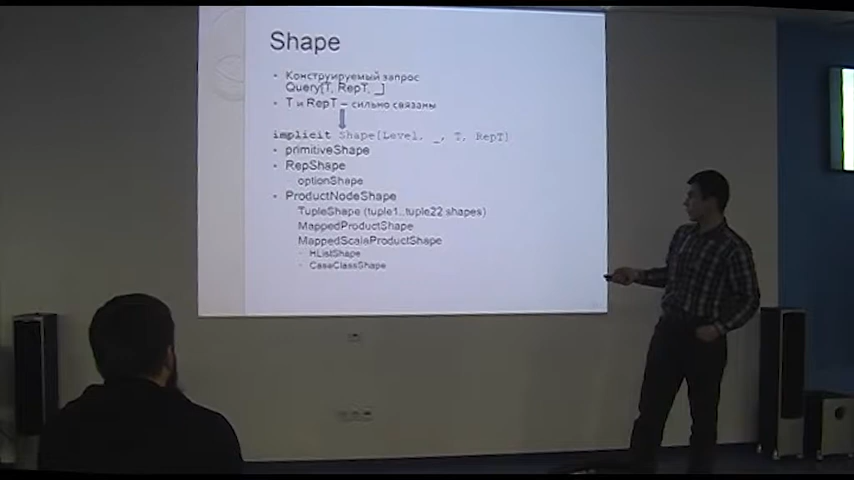 Shape
Конструируемый запрос
Query[T, RepT, _]
T и RepT – сильно связаны
implicit Shape[Level, _, T, RepT]
primitiveShape
RepShape
optionShape
ProductNodeShape
TupleShape (tuple1..tuple22 shapes)
MappedProductShape
MappedScalaProductShape
HListShape
CaseClassShape